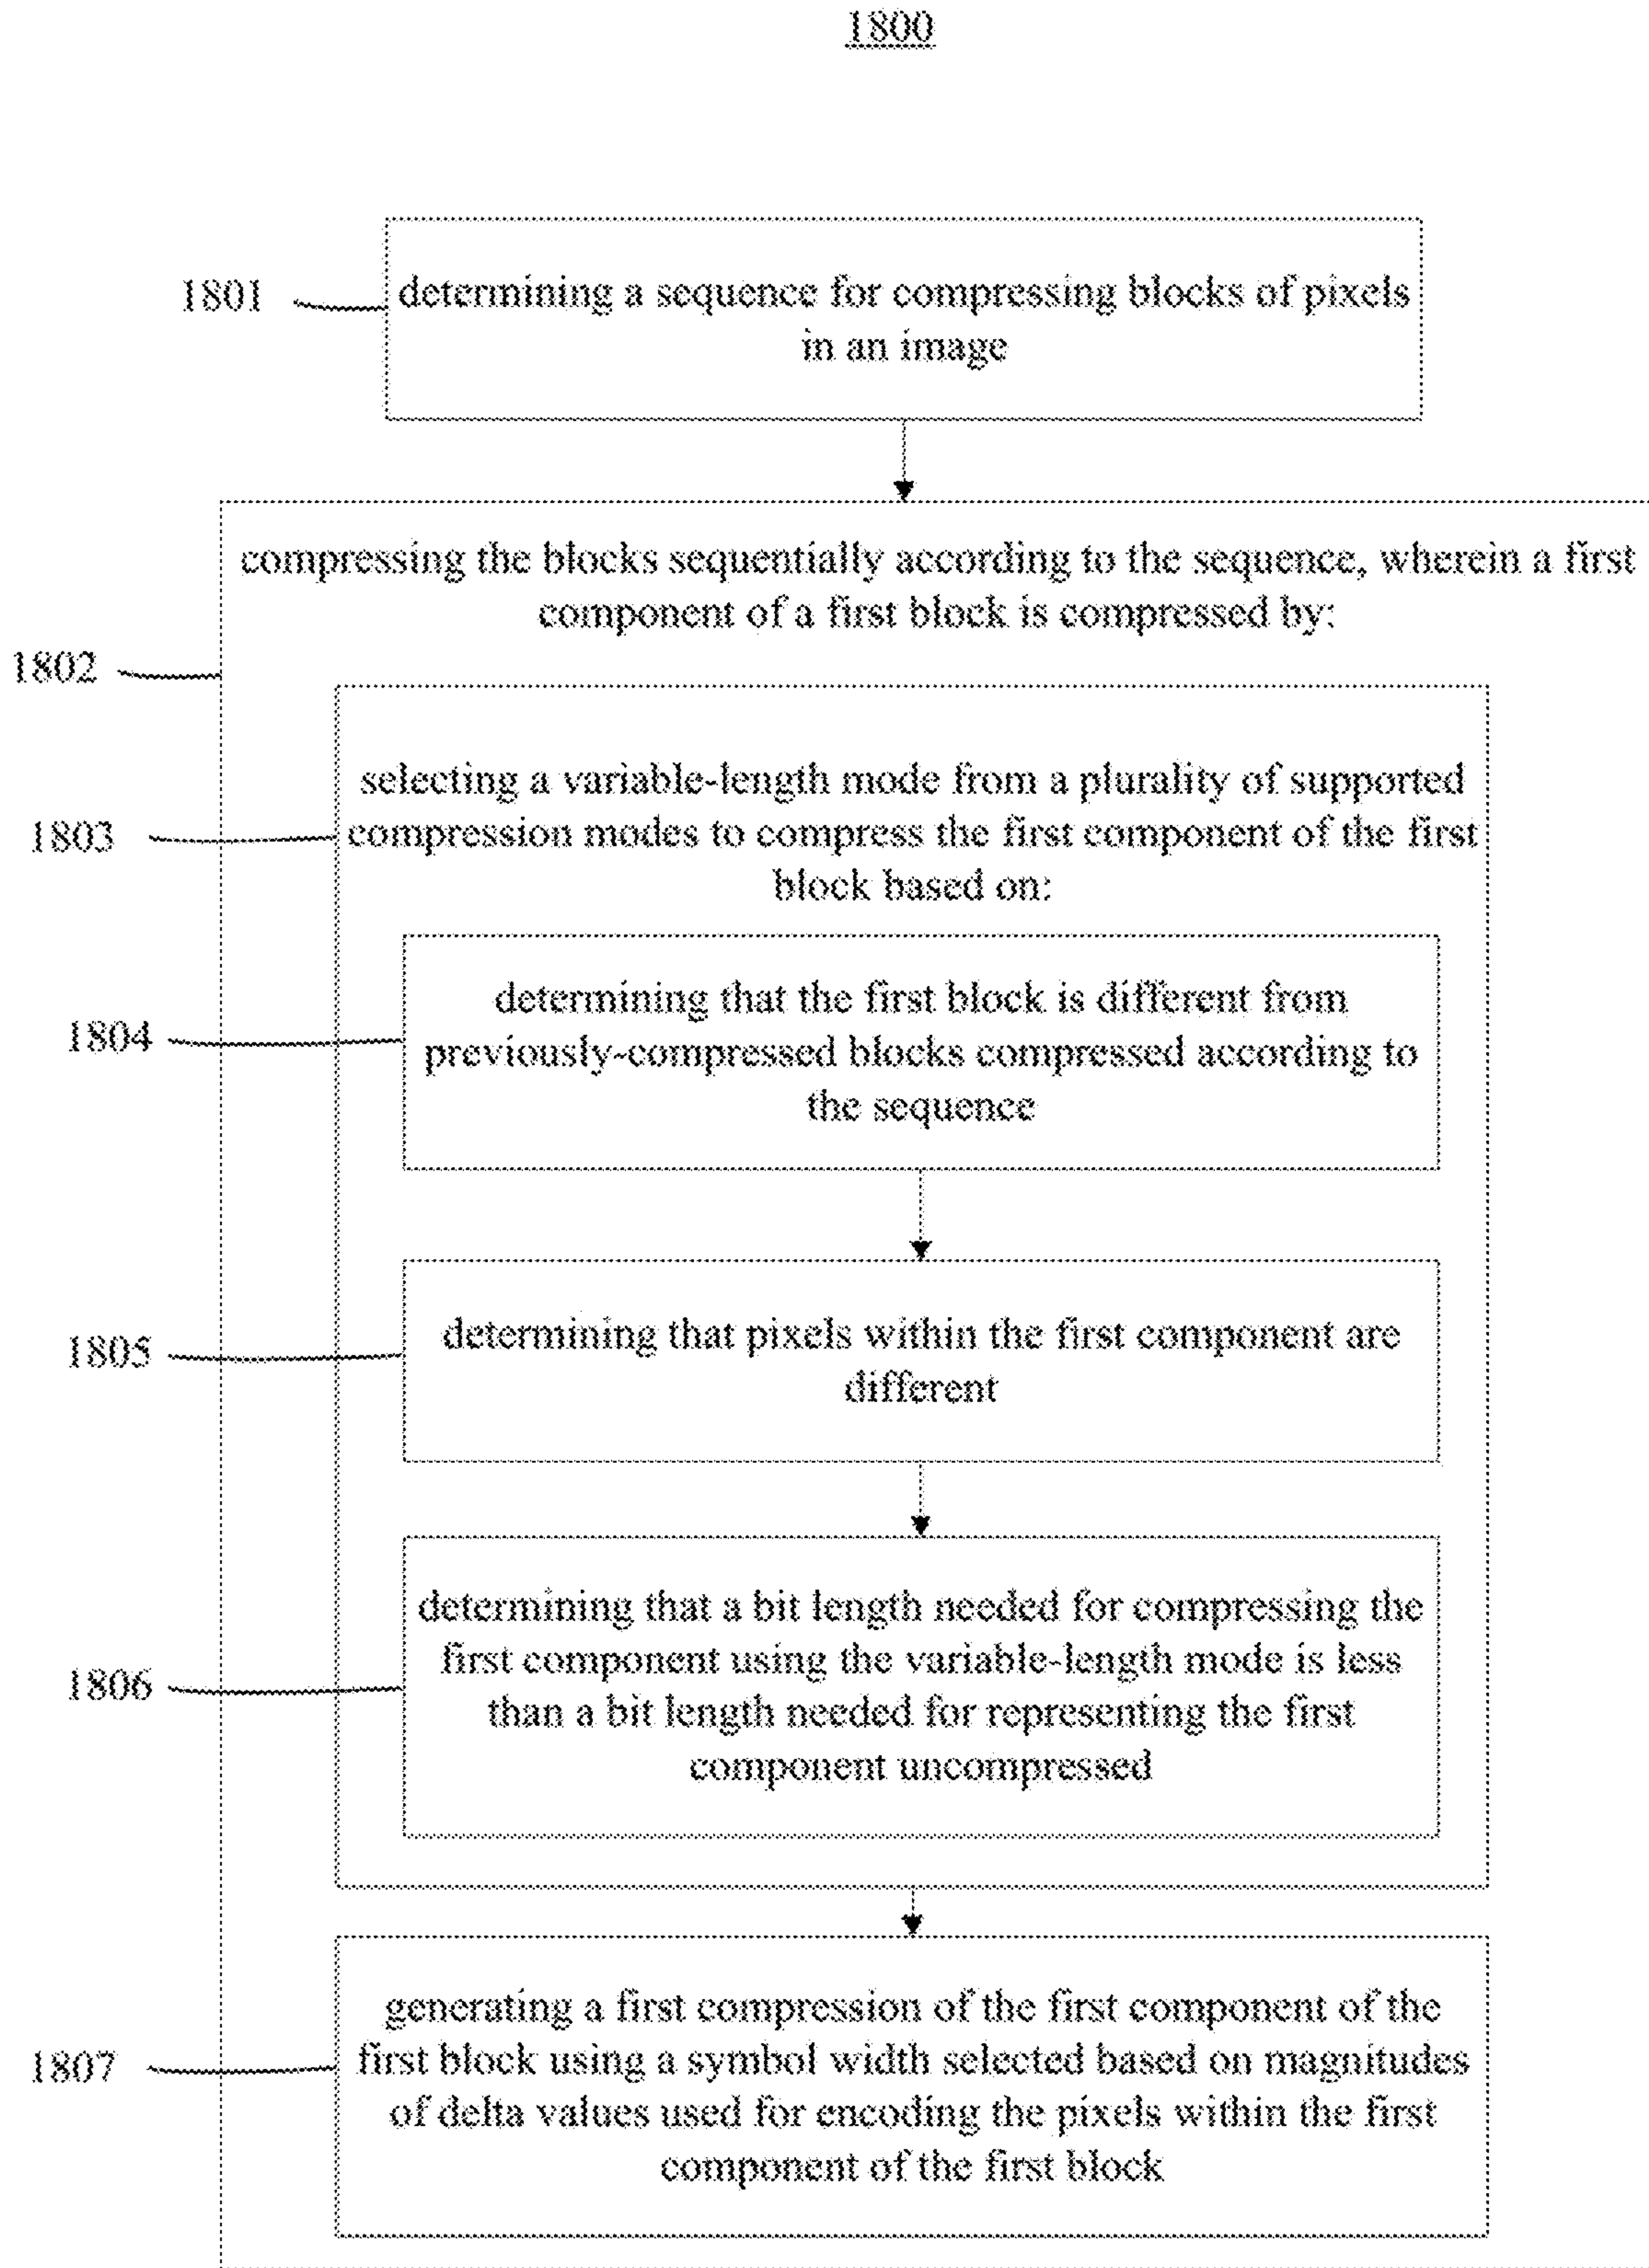 1800
1801
determining a sequence for compressing blocks of pixels
in an image
compressing the blocks sequentially according to the sequence, wherein a first
component of a first block is compressed by:
1802
selecting a variable-length mode from a plurality of supported
1803
compression modes to compress the first component of the first
block based on:
determining that the first block is different from
1804
previously-compressed blocks compressed according to
the sequence
1805
determining that pixels within the first component are
different
determining that a bit length needed for compressing the
first component using the variable-length mode is less
1806
than a bit length needed for representing the first
component uncompressed
generating a first compression of the first component of the
1807
first block using a symbol width selected based on magnitudes
of delta values used for encoding the pixels within the first
component of the first block